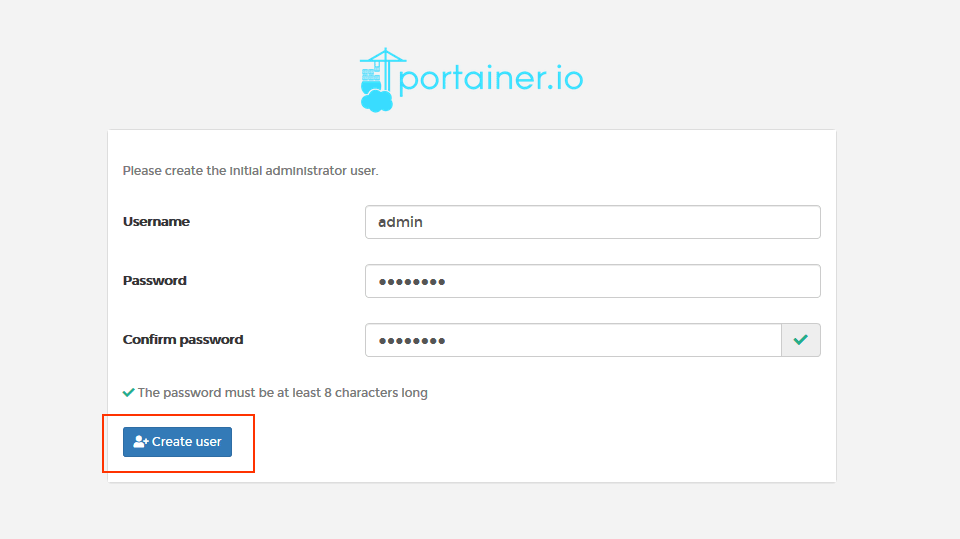 portainer.io
Please create the initial administrator user.
Username
admin
Password
••••••••
Confirm password
••••••••
The password must be at least 8 characters long
Create user